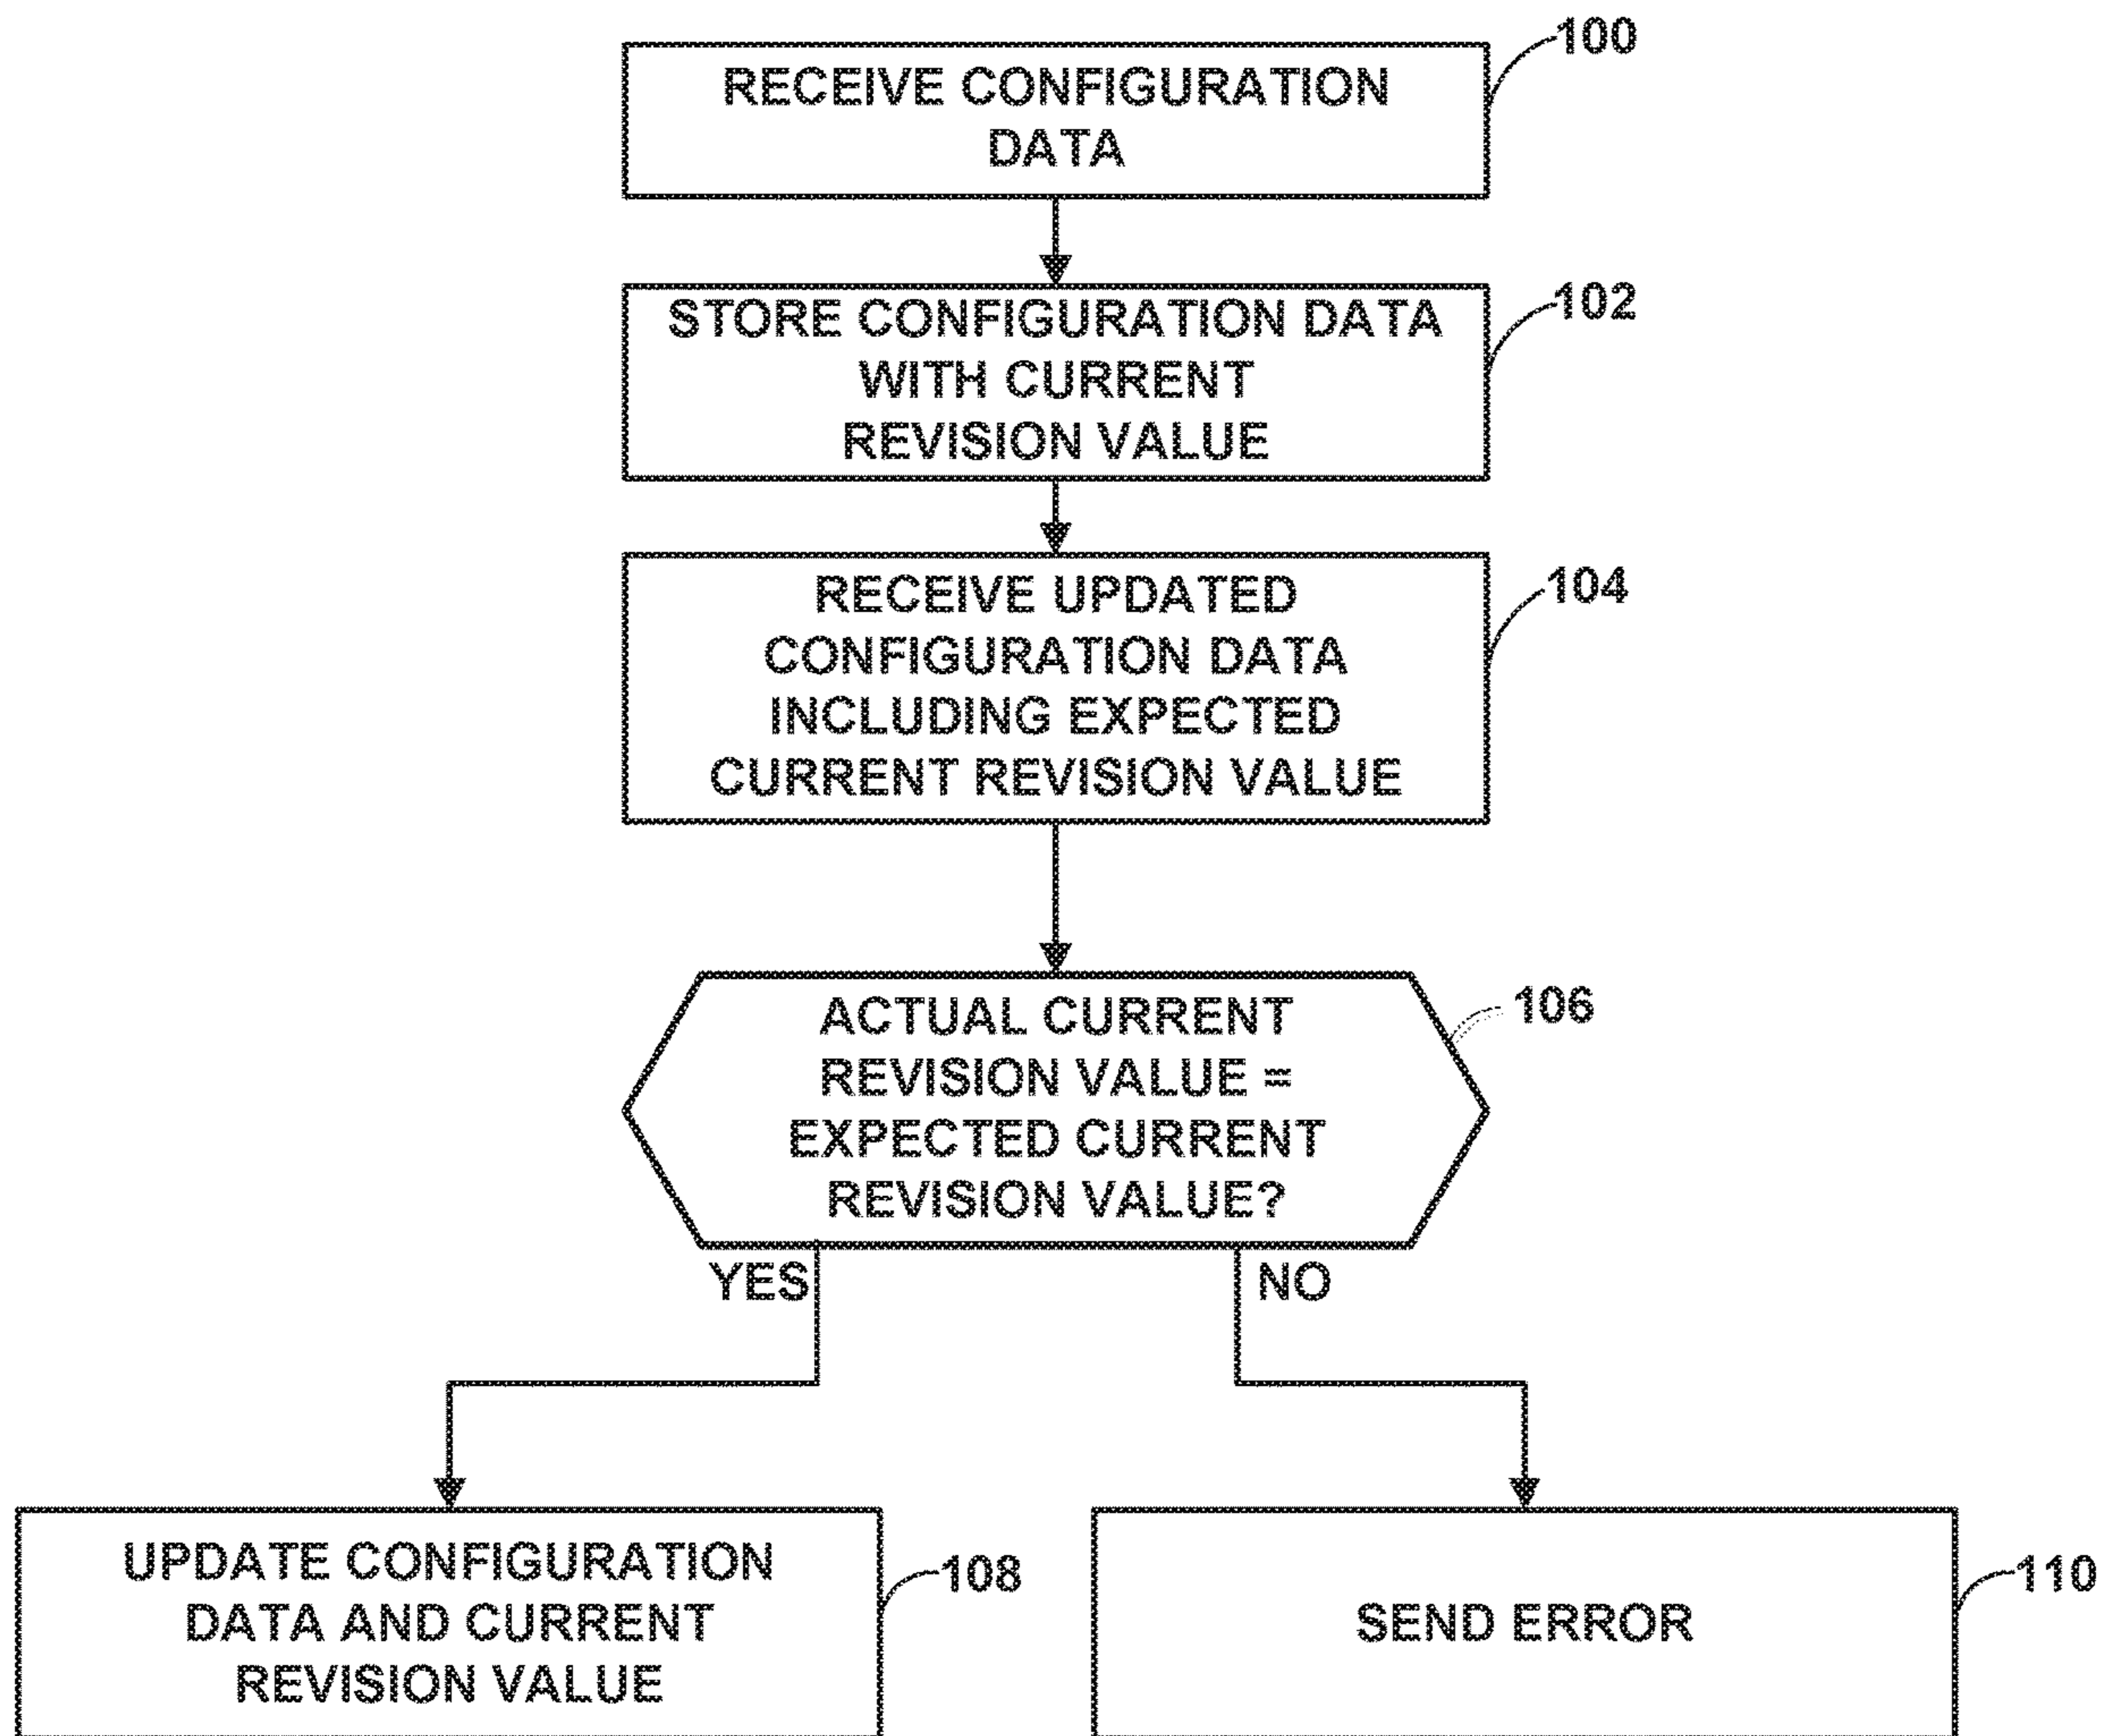 100
RECEIVE CONFIGURATION
DATA
102
STORE CONFIGURATION DATA
WITH CURRENT
REVISION VALUE
104
RECEIVE UPDATED
CONFIGURATION DATA
INCLUDING EXPECTED
CURRENT REVISION VALUE
106
ACTUAL CURRENT
REVISION VALUE =
EXPECTED CURRENT
REVISION VALUE?
YES
NO
UPDATE CONFIGURATION
DATA AND CURRENT
REVISION VALUE
108
SEND ERROR
110